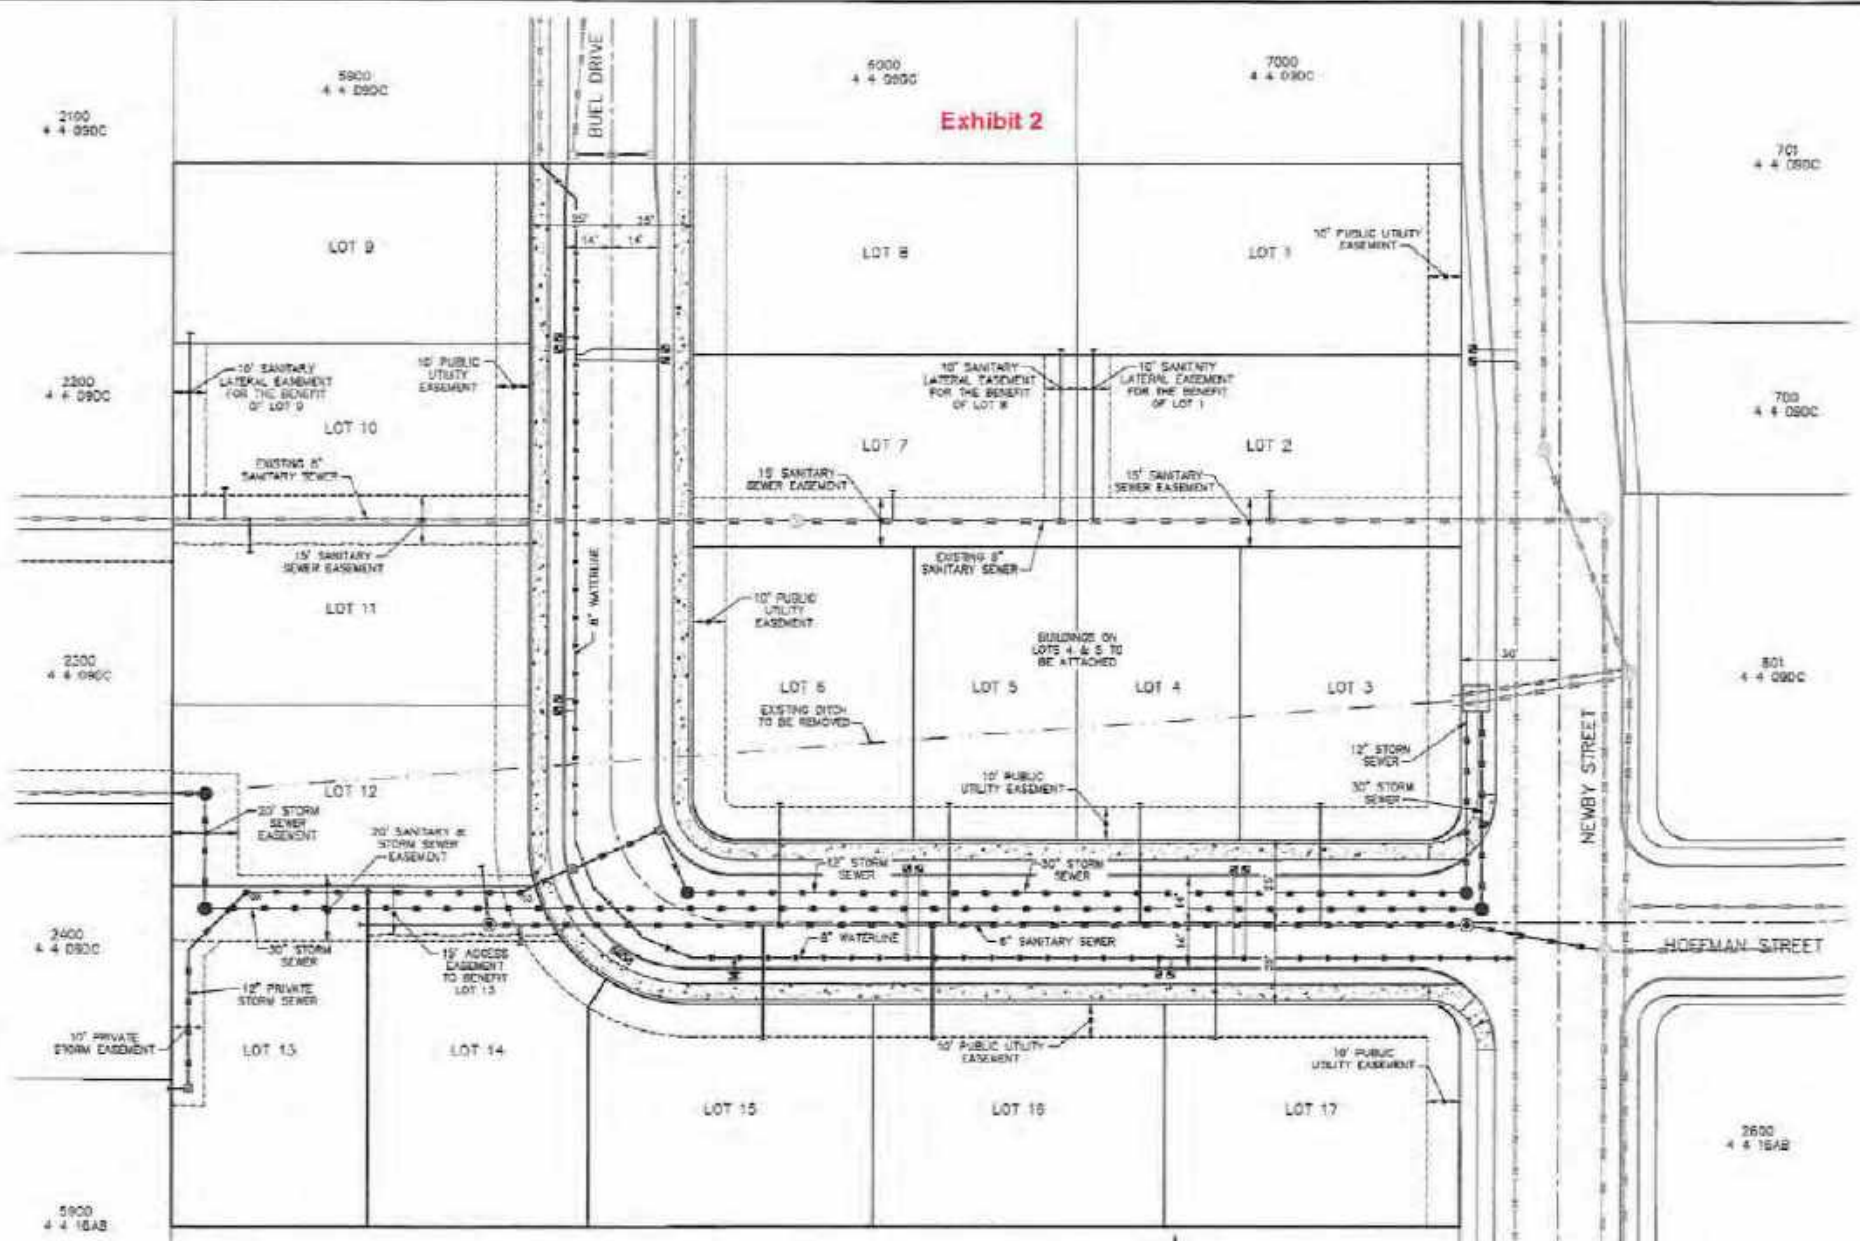 5900
4 4 09DC
BUEL DRIVE
6000
4 4 09DC
7000
4 4 09DC
Exhibit 2
2100
4 4 09DC
701
4 4 09DC
LOT 9
25'
25'
14'
14'
LOT 8
LOT 1
10' PUBLIC UTILITY
EASEMENT
2200
4 4 09DC
10' SANITARY
LATERAL EASEMENT
FOR THE BENEFIT
OF LOT 9
10' PUBLIC
UTILITY
EASEMENT
LOT 10
10' SANITARY
LATERAL EASEMENT
FOR THE BENEFIT
OF LOT 8
10' SANITARY
LATERAL EASEMENT
FOR THE BENEFIT
OF LOT 1
700
4 4 09DC
LOT 7
LOT 2
EXISTING 8"
SANITARY SEWER
15' SANITARY
SEWER EASEMENT
15' SANITARY
SEWER EASEMENT
15' SANITARY
SEWER EASEMENT
EXISTING 8"
SANITARY SEWER
LOT 11
8" WATERLINE
10' PUBLIC
UTILITY
EASEMENT
BUILDINGS ON
LOTS 4 & 5 TO
BE ATTACHED
30'
2300
4 4 09DC
801
4 4 09DC
LOT 6
LOT 5
LOT 4
LOT 3
EXISTING DITCH
TO BE REMOVED
12" STORM
SEWER
NEWBY STREET
LOT 12
10' PUBLIC
UTILITY EASEMENT
30" STORM
SEWER
20' STORM
SEWER
EASEMENT
20' SANITARY &
STORM SEWER
EASEMENT
12" STORM
SEWER
30" STORM
SEWER
25'
14'
14'
25'
2400
4 4 09DC
30" STORM
SEWER
15' ACCESS
EASEMENT
TO BENEFIT
LOT 13
8" WATERLINE
8" SANITARY SEWER
HOFFMAN STREET
12" PRIVATE
STORM SEWER
10' PRIVATE
STORM EASEMENT
LOT 13
LOT 14
10' PUBLIC UTILITY
EASEMENT
10' PUBLIC
UTILITY EASEMENT
LOT 15
LOT 16
LOT 17
2600
4 4 16AB
5900
4 4 16AB